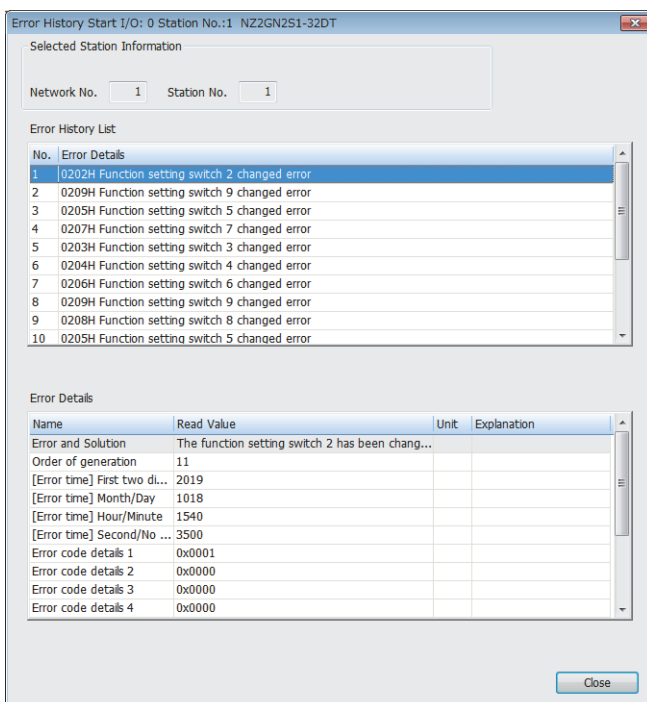 Error History Start I/O: 0 Station No.:1 NZ2GN2S1-32DT
Selected Station Information
Network No. 1 Station No. 1
Error History List
No. Error Details
1 0202H Function setting switch 2 changed error
2 0209H Function setting switch 9 changed error
3 0205H Function setting switch 5 changed error
4 0207H Function setting switch 7 changed error
5 0203H Function setting switch 3 changed error
6 0204H Function setting switch 4 changed error
7 0206H Function setting switch 6 changed error
8 0209H Function setting switch 9 changed error
9 0208H Function setting switch 8 changed error
10 0205H Function setting switch 5 changed error
Error Details
Name Read Value Unit Explanation
Error and Solution The function setting switch 2 has been chang...
Order of generation 11
[Error time] First two di... 2019
[Error time] Month/Day 1018
[Error time] Hour/Minute 1540
[Error time] Second/No ... 3500
Error code details 1 0x0001
Error code details 2 0x0000
Error code details 3 0x0000
Error code details 4 0x0000
Close